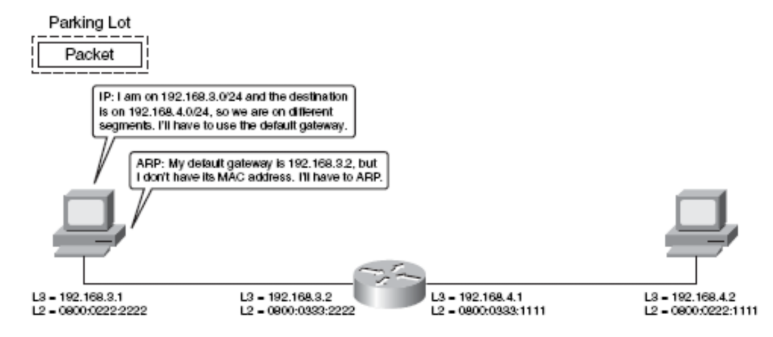 Parking Lot
Packet
IP: I am on 192.168.3.0/24 and the destination
is on 192.168.4.0/24, so we are on different
segments. I'll have to use the default gateway.
ARP: My default gateway is 192.168.3.2, but
I don't have its MAC address. I'll have to ARP.
L3 = 192.168.3.1
L2 = 0800:0222:2222
L3 = 192.168.3.2
L2 = 0800:0333:2222
L3 = 192.168.4.1
L2 = 0800:0333:1111
L3 = 192.168.4.2
L2 = 0800:0222:1111